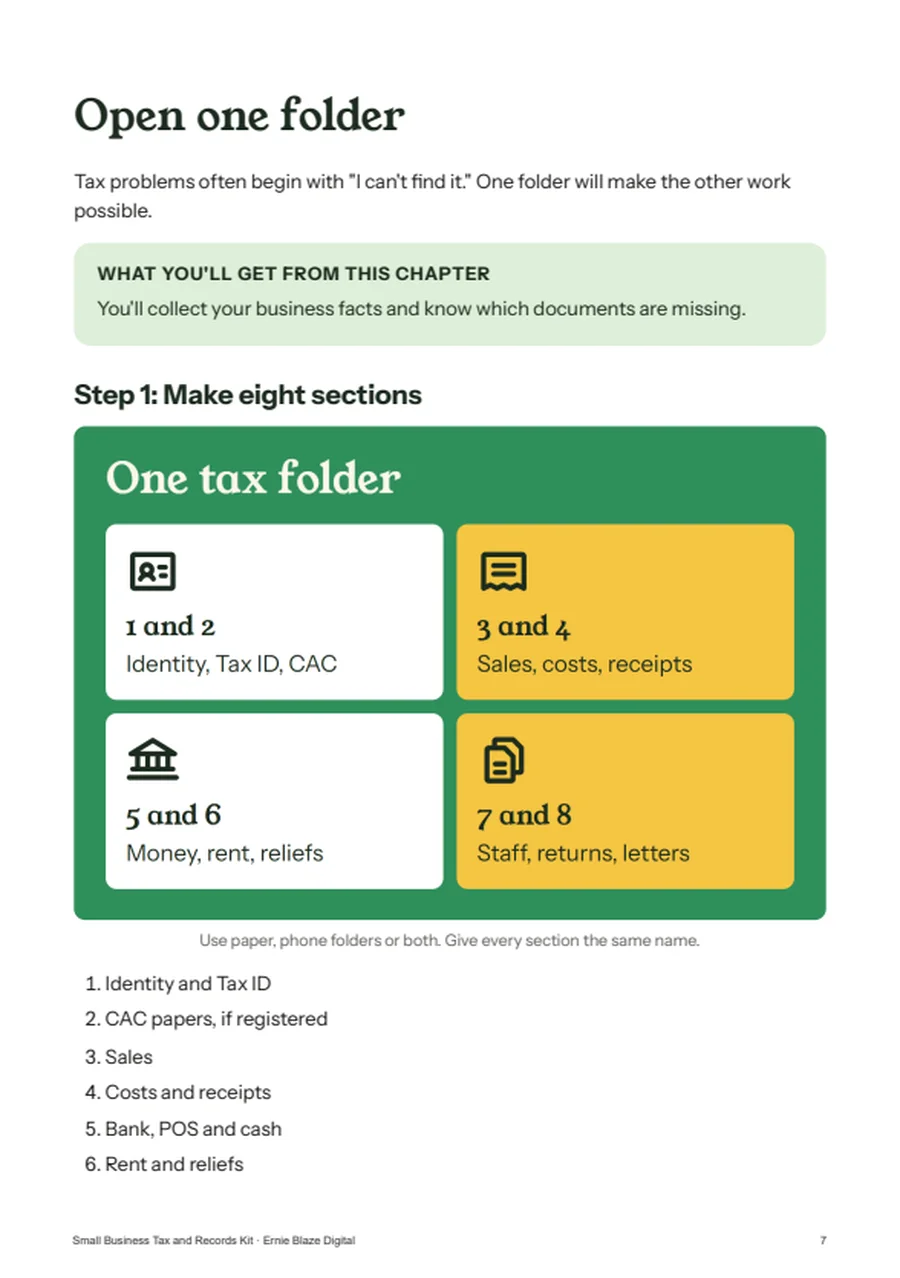 Open one folder
Tax problems often begin with "I can't find it." One folder will make the other work
possible.
WHAT YOU'LL GET FROM THIS CHAPTER
You'll collect your business facts and know which documents are missing.
Step 1: Make eight sections
One tax folder
1 and 2
Identity, Tax ID, CAC
3 and 4
Sales, costs, receipts
5 and 6
Money, rent, reliefs
7 and 8
Staff, returns, letters
Use paper, phone folders or both. Give every section the same name.
1. Identity and Tax ID
2. CAC papers, if registered
3. Sales
4. Costs and receipts
5. Bank, POS and cash
6. Rent and reliefs
Small Business Tax and Records Kit · Ernie Blaze Digital
7